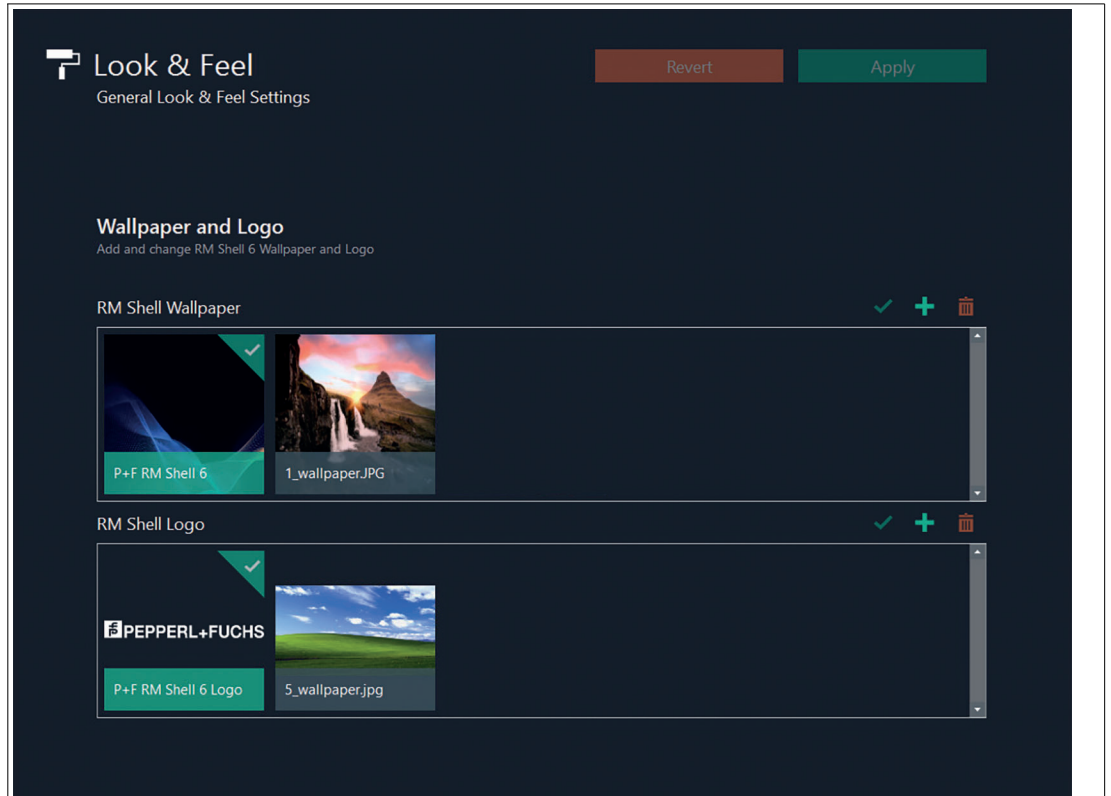 Look & Feel
Revert
Apply
General Look & Feel Settings
Wallpaper and Logo
Add and change RM Shell 6 Wallpaper and Logo
RM Shell Wallpaper
P+F RM Shell 6
1_wallpaper.JPG
RM Shell Logo
PEPPERL+FUCHS
P+F RM Shell 6 Logo
5_wallpaper.jpg